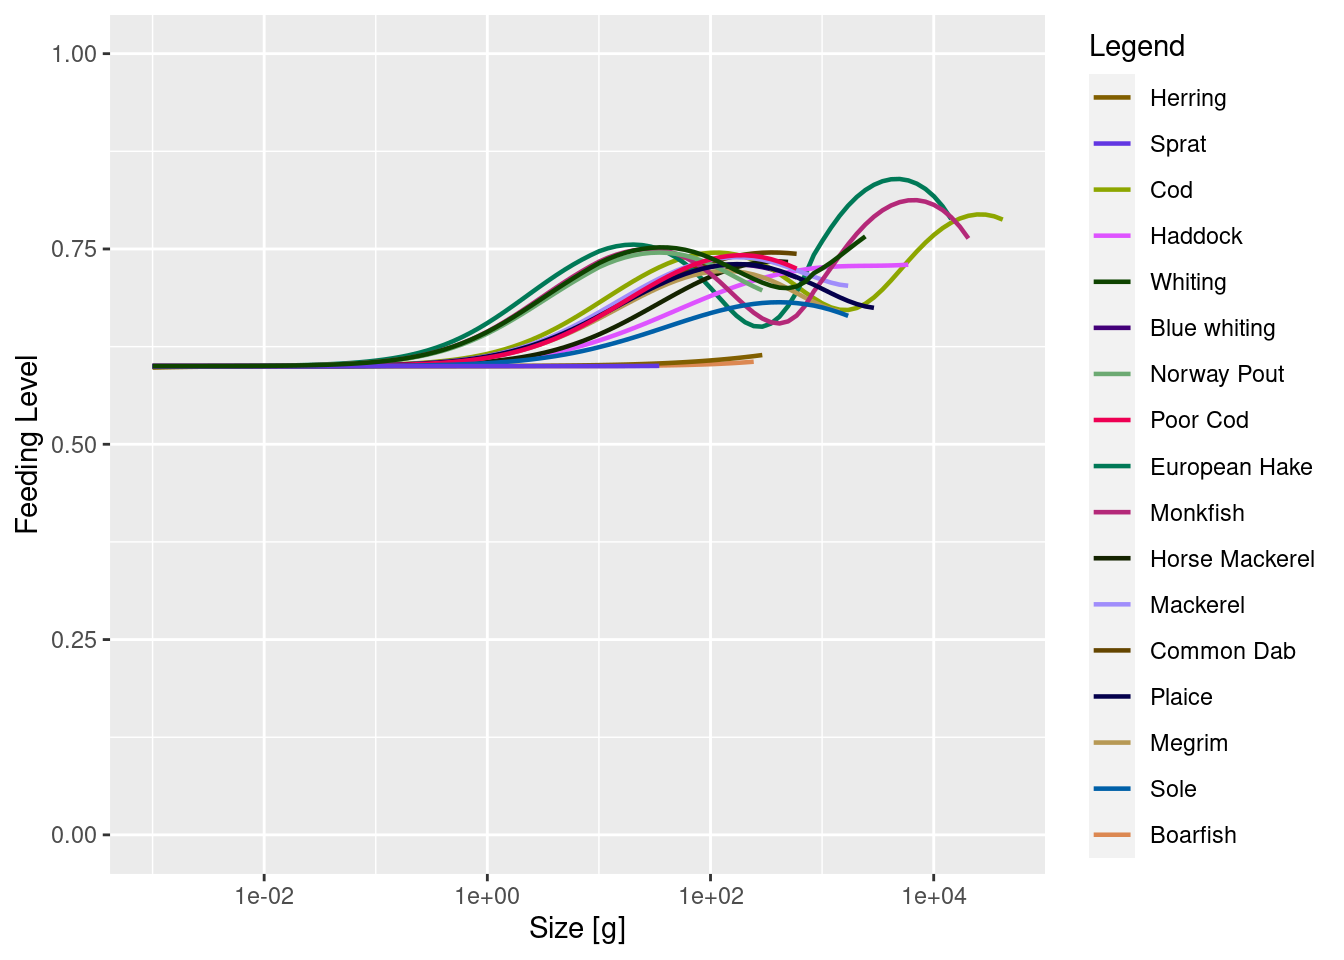 1.00
0.75
0.50
0.25
0.00
Feeding Level
1e-02
1e+00
1e+02
1e+04
Size [g]
Legend
Herring
Sprat
Cod
Haddock
Whiting
Blue whiting
Norway Pout
Poor Cod
European Hake
Monkfish
Horse Mackerel
Mackerel
Common Dab
Plaice
Megrim
Sole
Boarfish